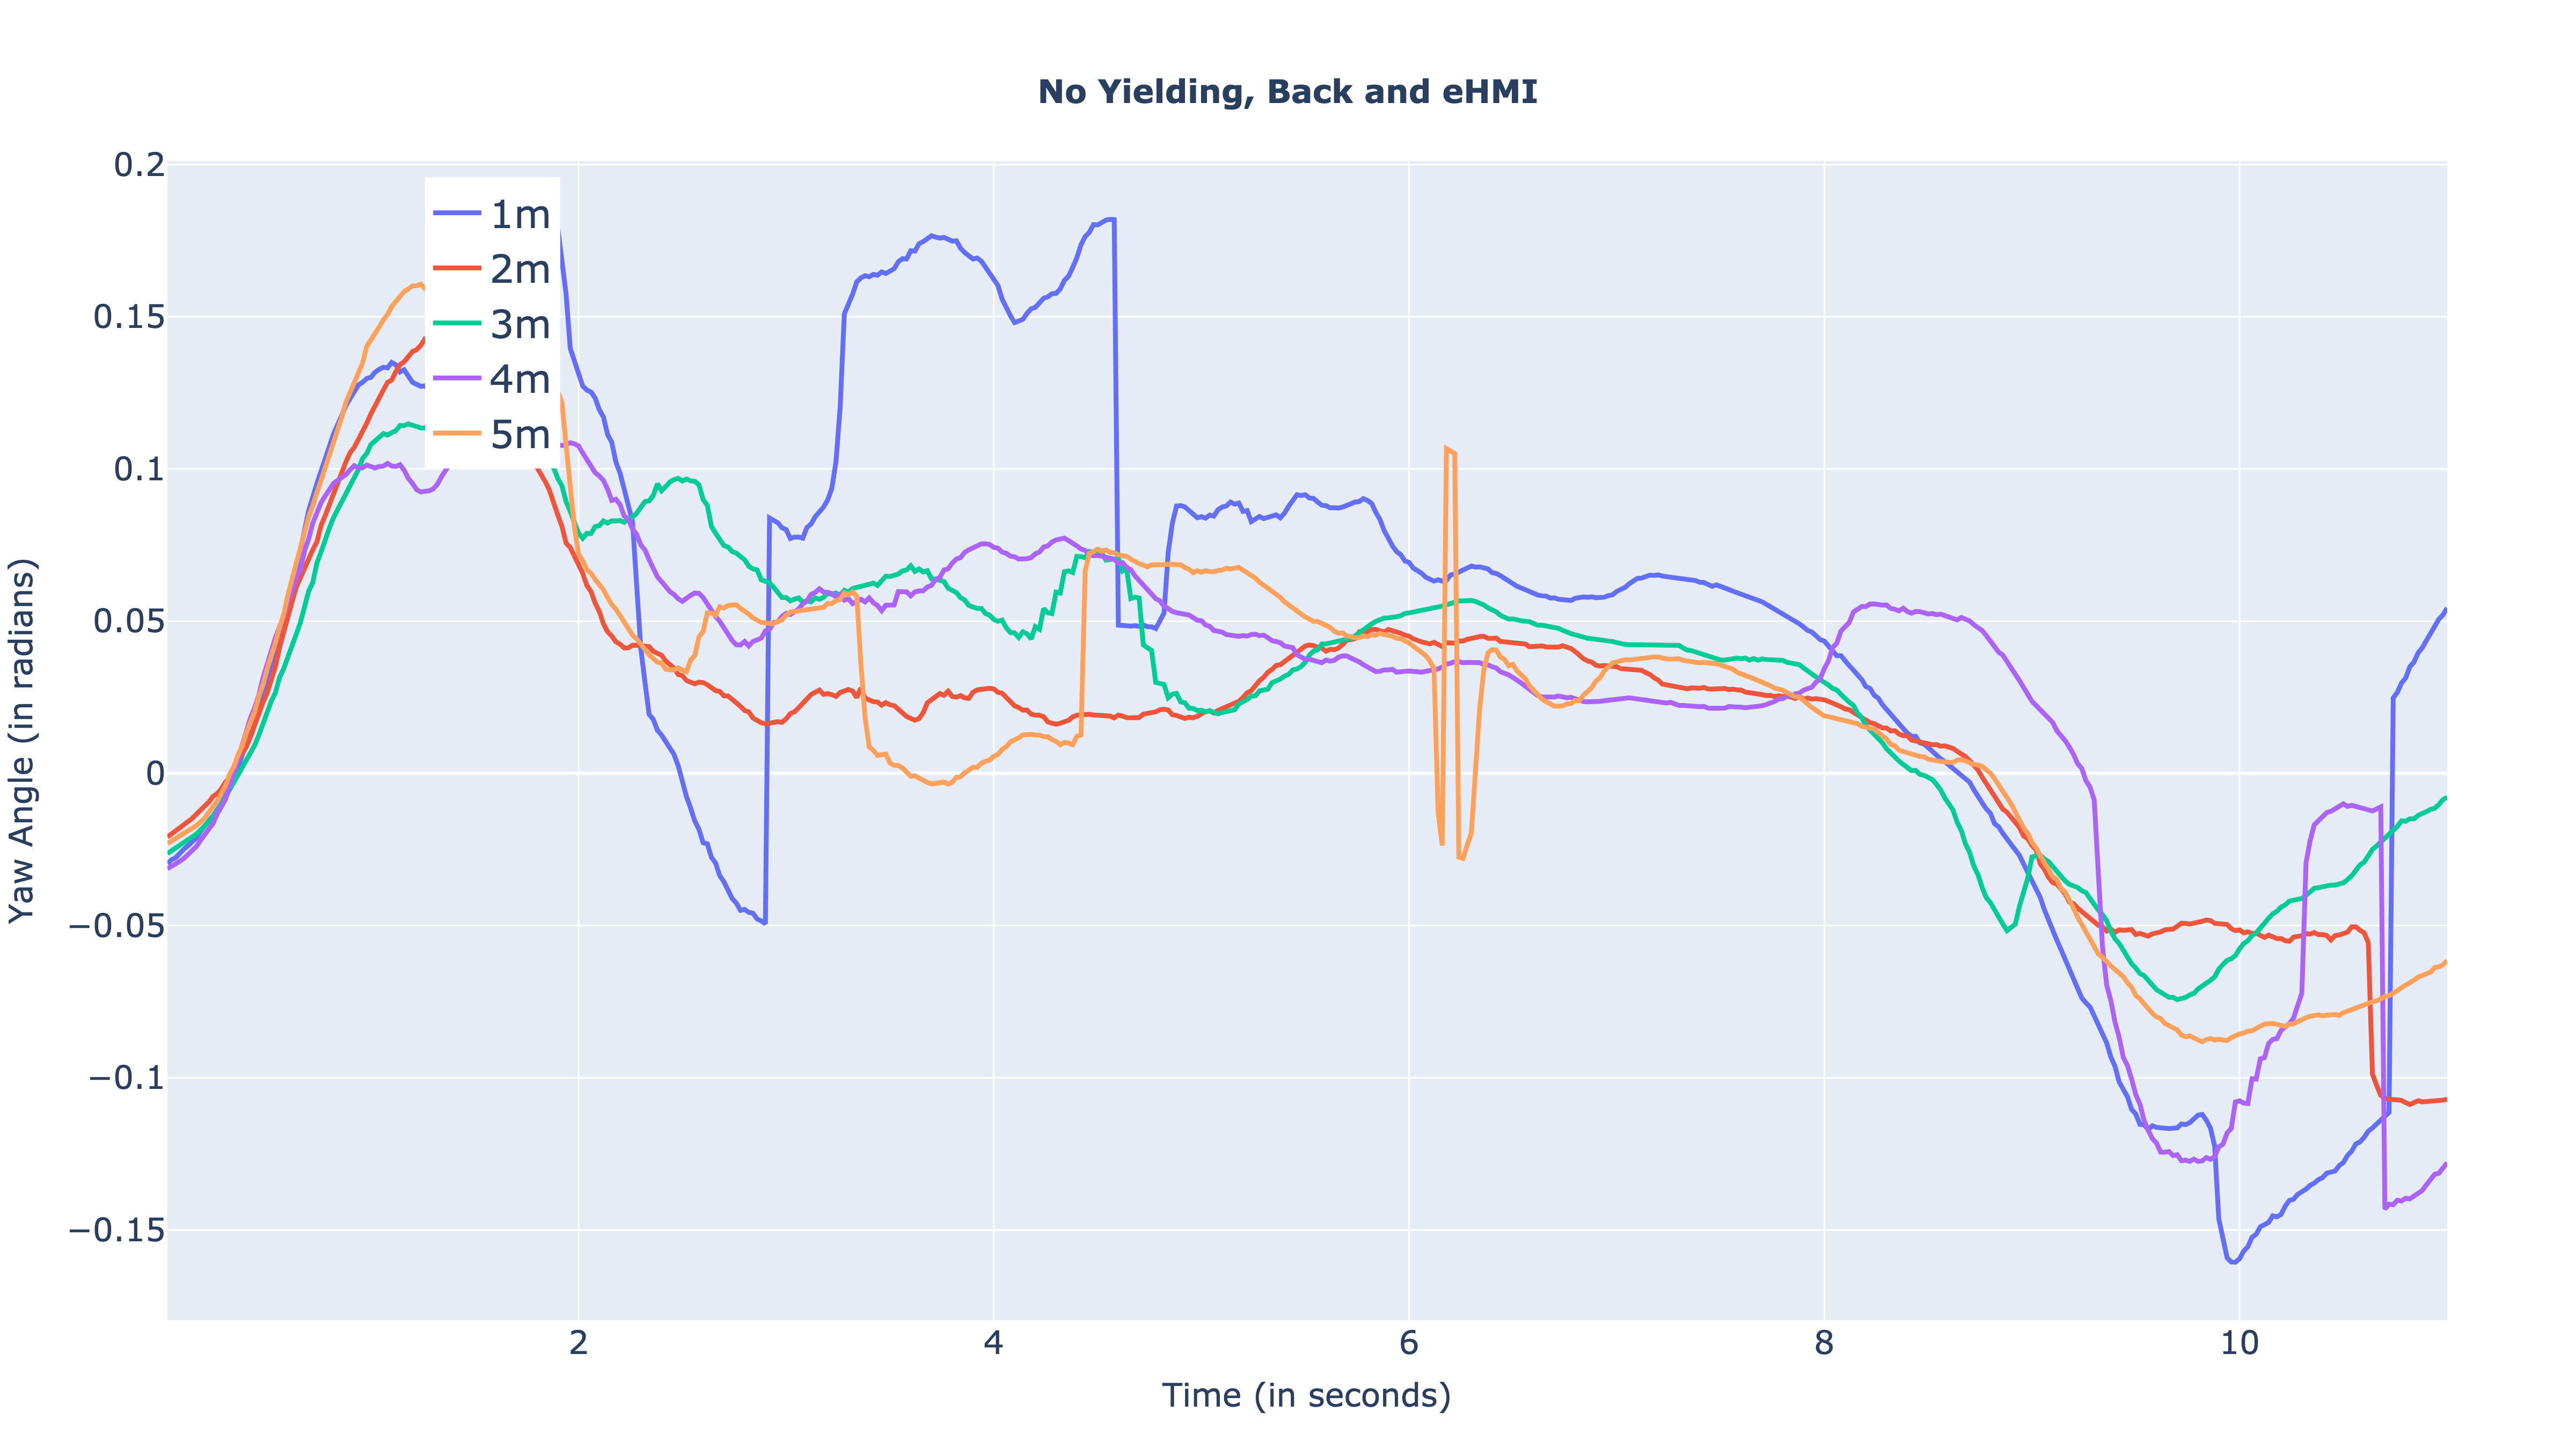 No Yielding, Back and eHMI
0.2
0.15
0.1
0.05
0
−0.05
−0.1
−0.15
Yaw Angle (in radians)
1m
2m
3m
4m
5m
2
4
6
8
10
Time (in seconds)